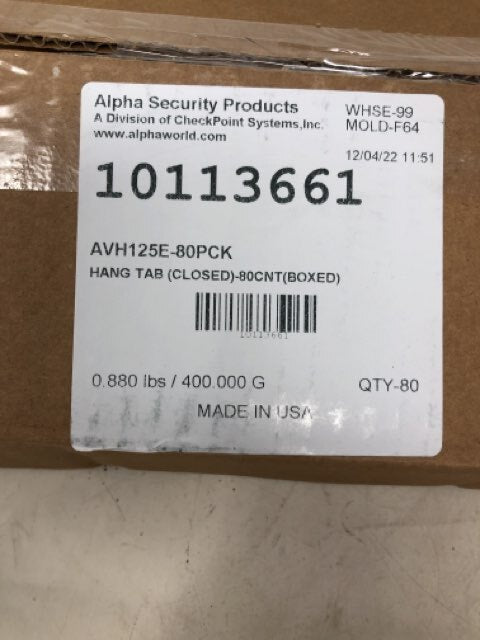 Alpha Security Products
A Division of CheckPoint Systems,Inc.
www.alphaworld.com
WHSE-99
MOLD-F64
12/04/22 11:51
10113661
AVH125E-80PCK
HANG TAB (CLOSED)-80CNT(BOXED)
10113661
0.880 lbs / 400.000 G
QTY-80
MADE IN USA